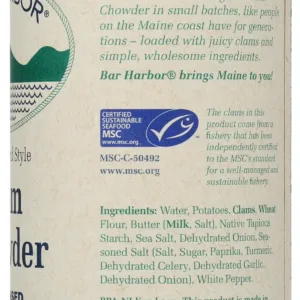 Chowder in small batches, like people
on the Maine coast have for genera-
tions – loaded with juicy clams and
simple, wholesome ingredients.
Bar Harbor® brings Maine to you!
CERTIFIED
SUSTAINABLE
SEAFOOD
MSC
www.msc.org
MSC-C-50492
www.msc.org
The clams in this
product come from a
fishery that has been
independently certified
to the MSC's standard
for a well-managed and
sustainable fishery.
Style
Ingredients: Water, Potatoes, Clams, Wheat
Flour, Butter (Milk, Salt), Native Tapioca
Starch, Sea Salt, Dehydrated Onion, Sea-
soned Salt (Salt, Sugar, Paprika, Turmeric,
Dehydrated Celery, Dehydrated Garlic,
Dehydrated Onion). White Pepper.